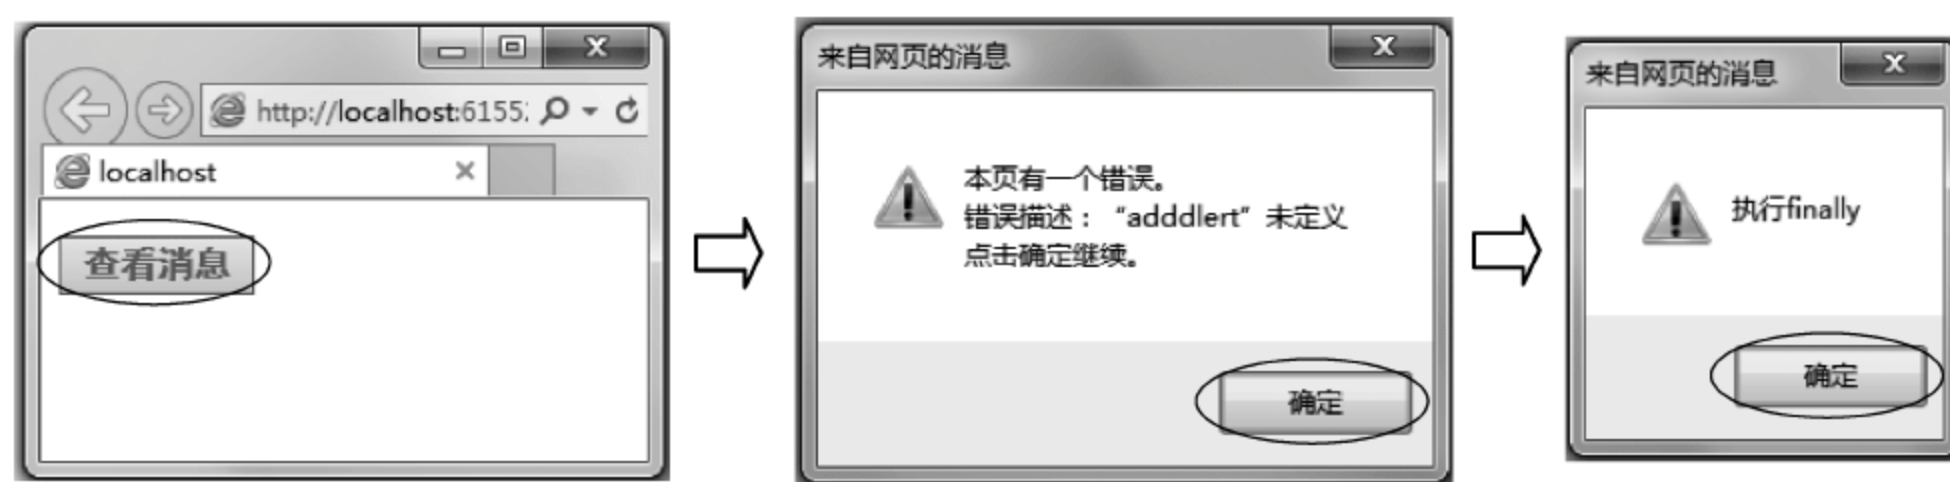 http://localhost:6155
localhost
查看消息
来自网页的消息
本页有一个错误。
错误描述：“adddlert”未定义
点击确定继续。
确定
来自网页的消息
执行finally
确定